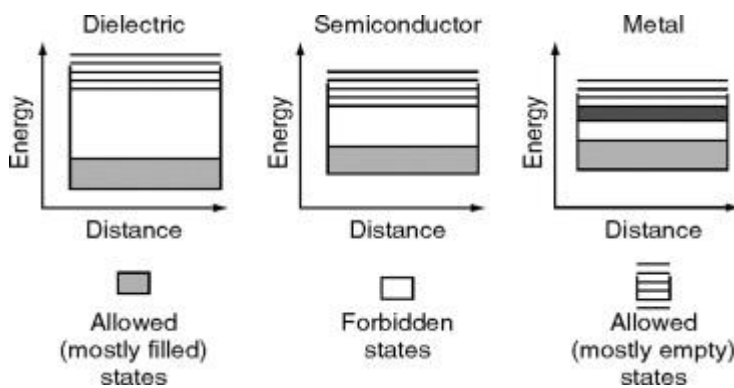 Dielectric
Semiconductor
Metal
Energy
Energy
Energy
Distance
Distance
Distance
Allowed
(mostly filled)
states
Forbidden
states
Allowed
(mostly empty)
states